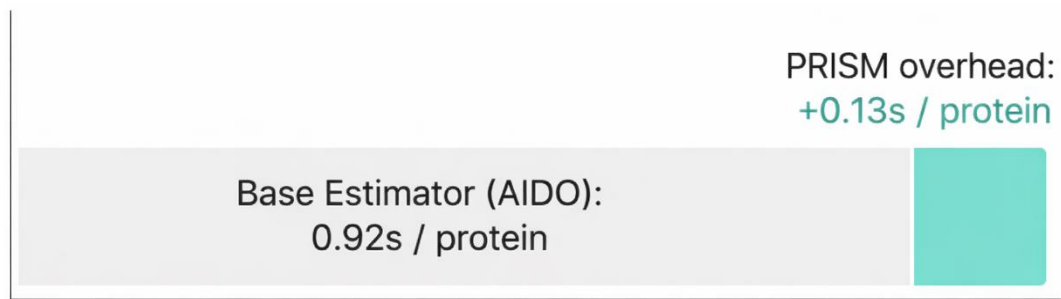 PRISM overhead:
+0.13s / protein
Base Estimator (AIDO):
0.92s / protein